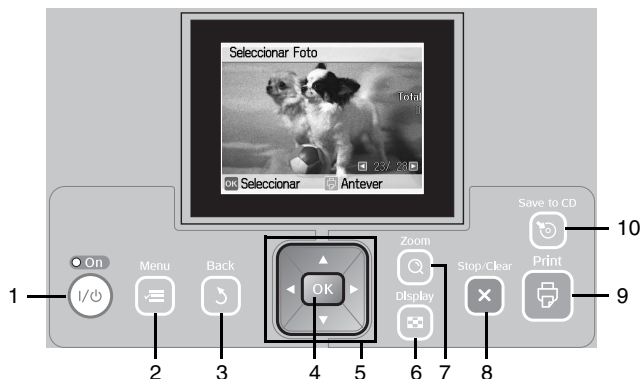 Seleccionar Foto
Total
23/ 28
OK Seleccionar Antever
Save to CD
10
On
Menu
Back
Zoom
Stop/Clear
Print
I/
OK
Display
1
9
2
3
4
5
6
7
8